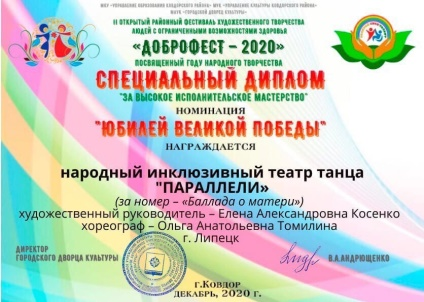 МКУ "УПРАВЛЕНИЕ ОБРАЗОВАНИЯ КОВДОРСКОГО РАЙОНА" МКУ "УПРАВЛЕНИЕ КУЛЬТУРЫ КОВДОРСКОГО РАЙОНА"
МАУК "ГОРОДСКОЙ ДВОРЕЦ КУЛЬТУРЫ"
II ОТКРЫТЫЙ РАЙОННЫЙ ФЕСТИВАЛЬ ХУДОЖЕСТВЕННОГО ТВОРЧЕСТВА
ЛЮДЕЙ С ОГРАНИЧЕННЫМИ ВОЗМОЖНОСТЯМИ ЗДОРОВЬЯ
«ДОБРОФЕСТ – 2020»
ПОСВЯЩЕННЫЙ ГОДУ НАРОДНОГО ТВОРЧЕСТВА
СПЕЦИАЛЬНЫЙ ДИПЛОМ
"ЗА ВЫСОКОЕ ИСПОЛНИТЕЛЬСКОЕ МАСТЕРСТВО"
НОМИНАЦИЯ
"ЮБИЛЕЙ ВЕЛИКОЙ ПОБЕДЫ"
НАГРАЖДАЕТСЯ
народный инклюзивный театр танца
"ПАРАЛЛЕЛИ»
(за номер – «Баллада о матери»)
художественный руководитель – Елена Александровна Косенко
хореограф – Ольга Анатольевна Томилина
г. Липецк
ДИРЕКТОР
ГОРОДСКОГО ДВОРЦА КУЛЬТУРЫ
В.А.АНДРЮЩЕНКО
г.Ковдор
ДЕКАБРЬ, 2020 г.